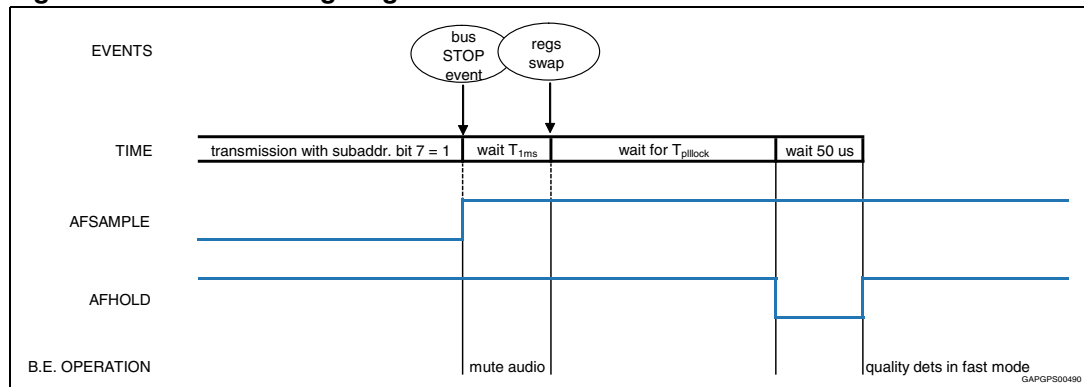 EVENTS
bus
STOP
event
regs
swap
TIME
transmission with subaddr. bit 7 = 1
wait T1ms
wait for Tplllock
wait 50 us
AFSAMPLE
AFHOLD
B.E. OPERATION
mute audio
quality dets in fast mode
GAPGPS00490